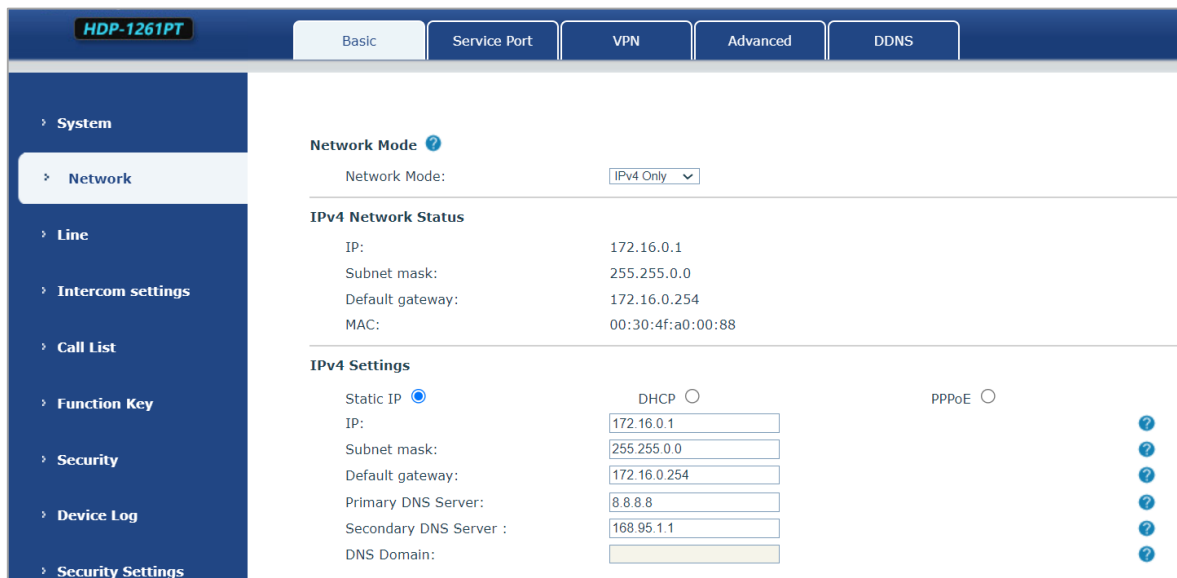 HDP-1261PT
Basic Service Port VPN Advanced DDNS
System
Network
Line
Intercom settings
Call List
Function Key
Security
Device Log
Security Settings
Network Mode ?
Network Mode: IPv4 Only
IPv4 Network Status
IP: 172.16.0.1
Subnet mask: 255.255.0.0
Default gateway: 172.16.0.254
MAC: 00:30:4f:a0:00:88
IPv4 Settings
Static IP DHCP PPPoE
IP: 172.16.0.1 ?
Subnet mask: 255.255.0.0 ?
Default gateway: 172.16.0.254 ?
Primary DNS Server: 8.8.8.8 ?
Secondary DNS Server : 168.95.1.1 ?
DNS Domain: ?